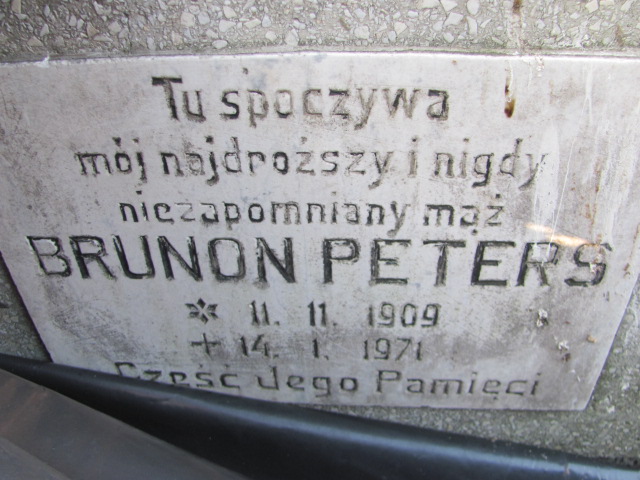 Tu spoczywa
mój najdroższy i nigdy
niezapomniany mąż
BRUNON PETERS
* 11. 11. 1909
+ 14. 1. 1971
Cześć Jego Pamięci